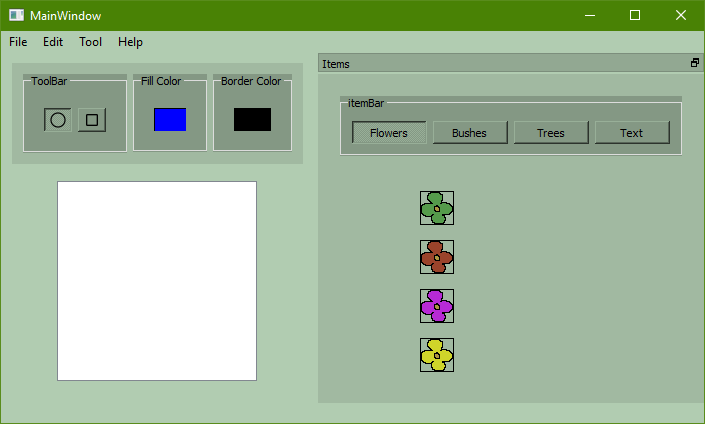 MainWindow
File Edit Tool Help
ToolBar Fill Color Border Color
Items
itemBar
Flowers Bushes Trees Text